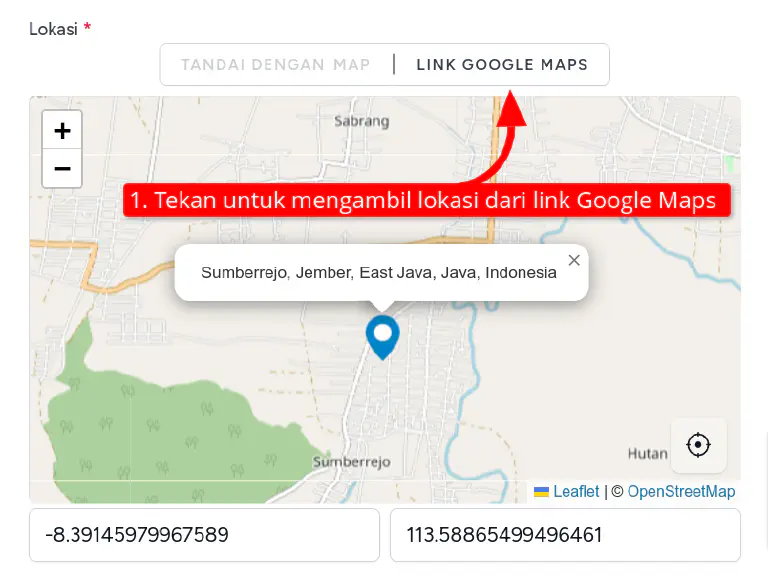 Lokasi *
TANDAI DENGAN MAP | LINK GOOGLE MAPS
Sabrang
+
−
1. Tekan untuk mengambil lokasi dari link Google Maps
Sumberrejo, Jember, East Java, Java, Indonesia ×
Sumberrejo
Hutan
Leaflet | © OpenStreetMap
-8.39145979967589
113.58865499496461